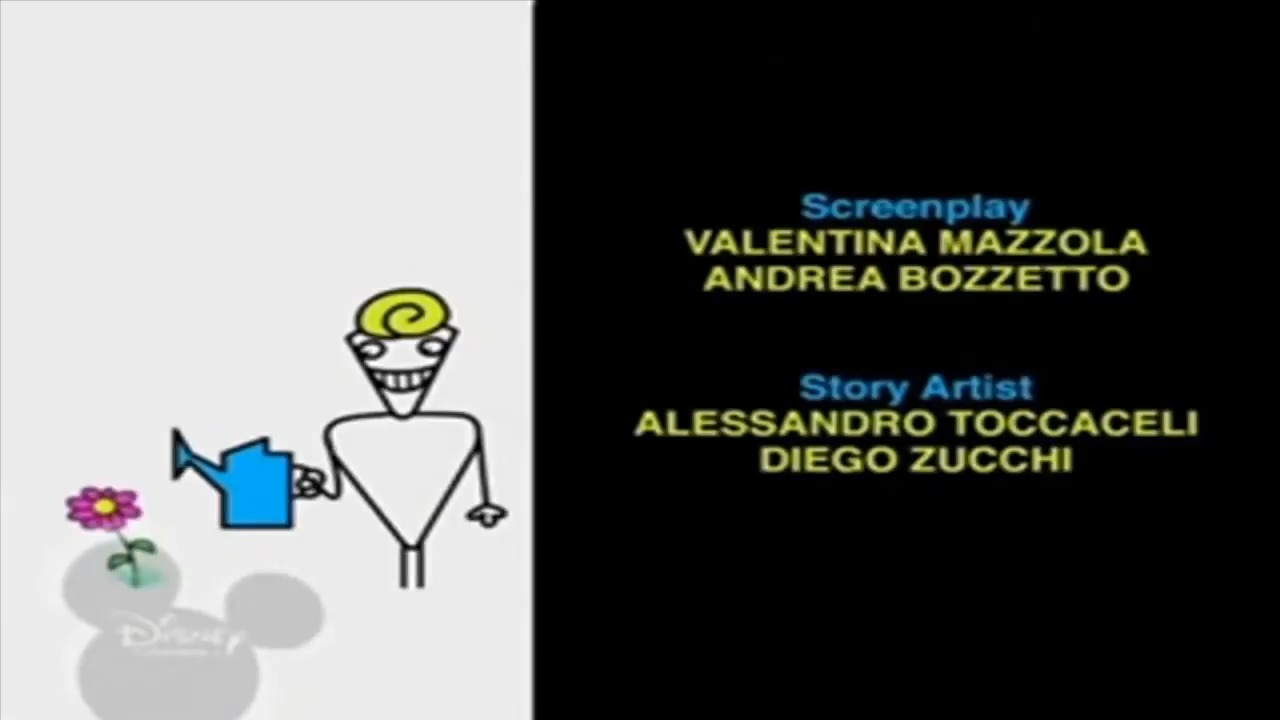 Screenplay
VALENTINA MAZZOLA
ANDREA BOZZETTO
Story Artist
ALESSANDRO TOCCACELI
DIEGO ZUCCHI
Disney